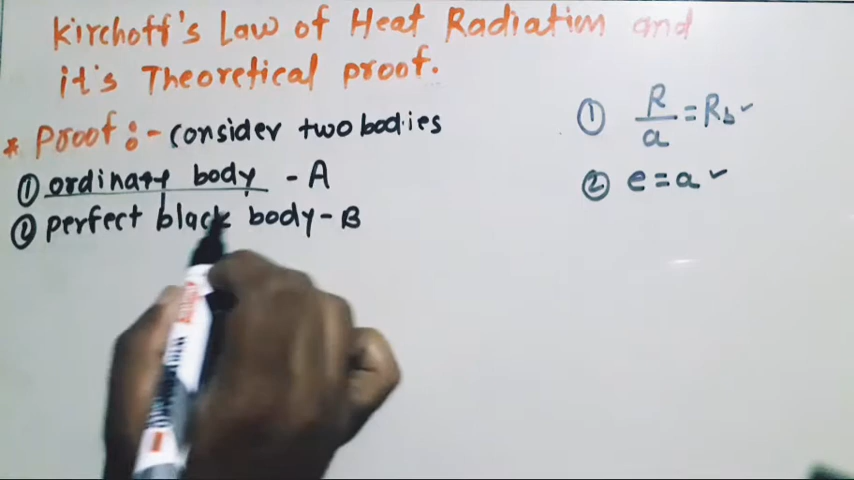 Kirchoff's Law of Heat Radiation and
it's Theoretical proof.
* Proof :- consider two bodies
① ordinary body - A
② perfect black body - B
① R/a = Rb ✓
② e = a ✓